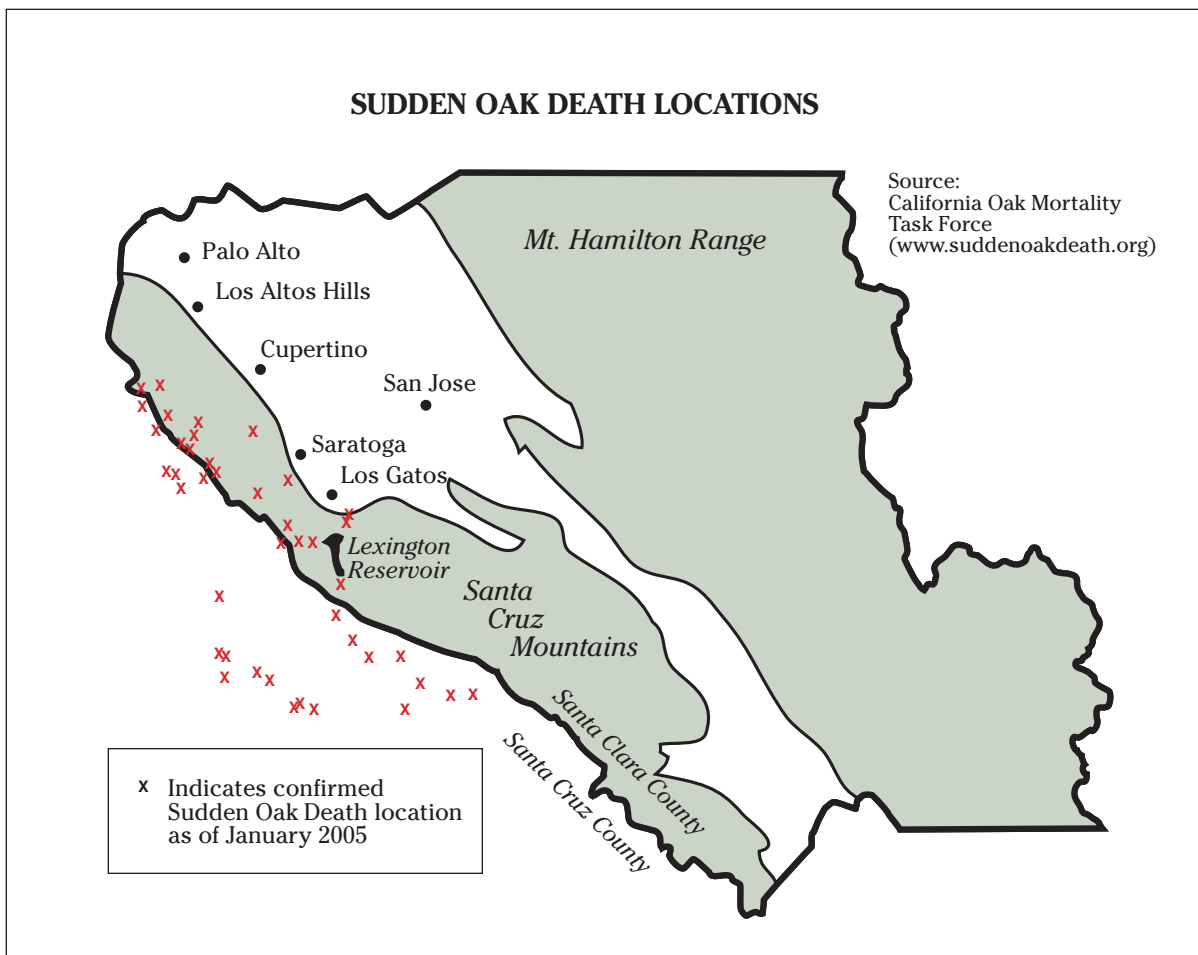 SUDDEN OAK DEATH LOCATIONS
Source:
California Oak Mortality
Task Force
(www.suddenoakdeath.org)
Mt. Hamilton Range
Palo Alto
Los Altos Hills
Cupertino
San Jose
Saratoga
Los Gatos
Lexington
Reservoir
Santa
Cruz
Mountains
Santa Clara County
Santa Cruz County
x Indicates confirmed
Sudden Oak Death location
as of January 2005